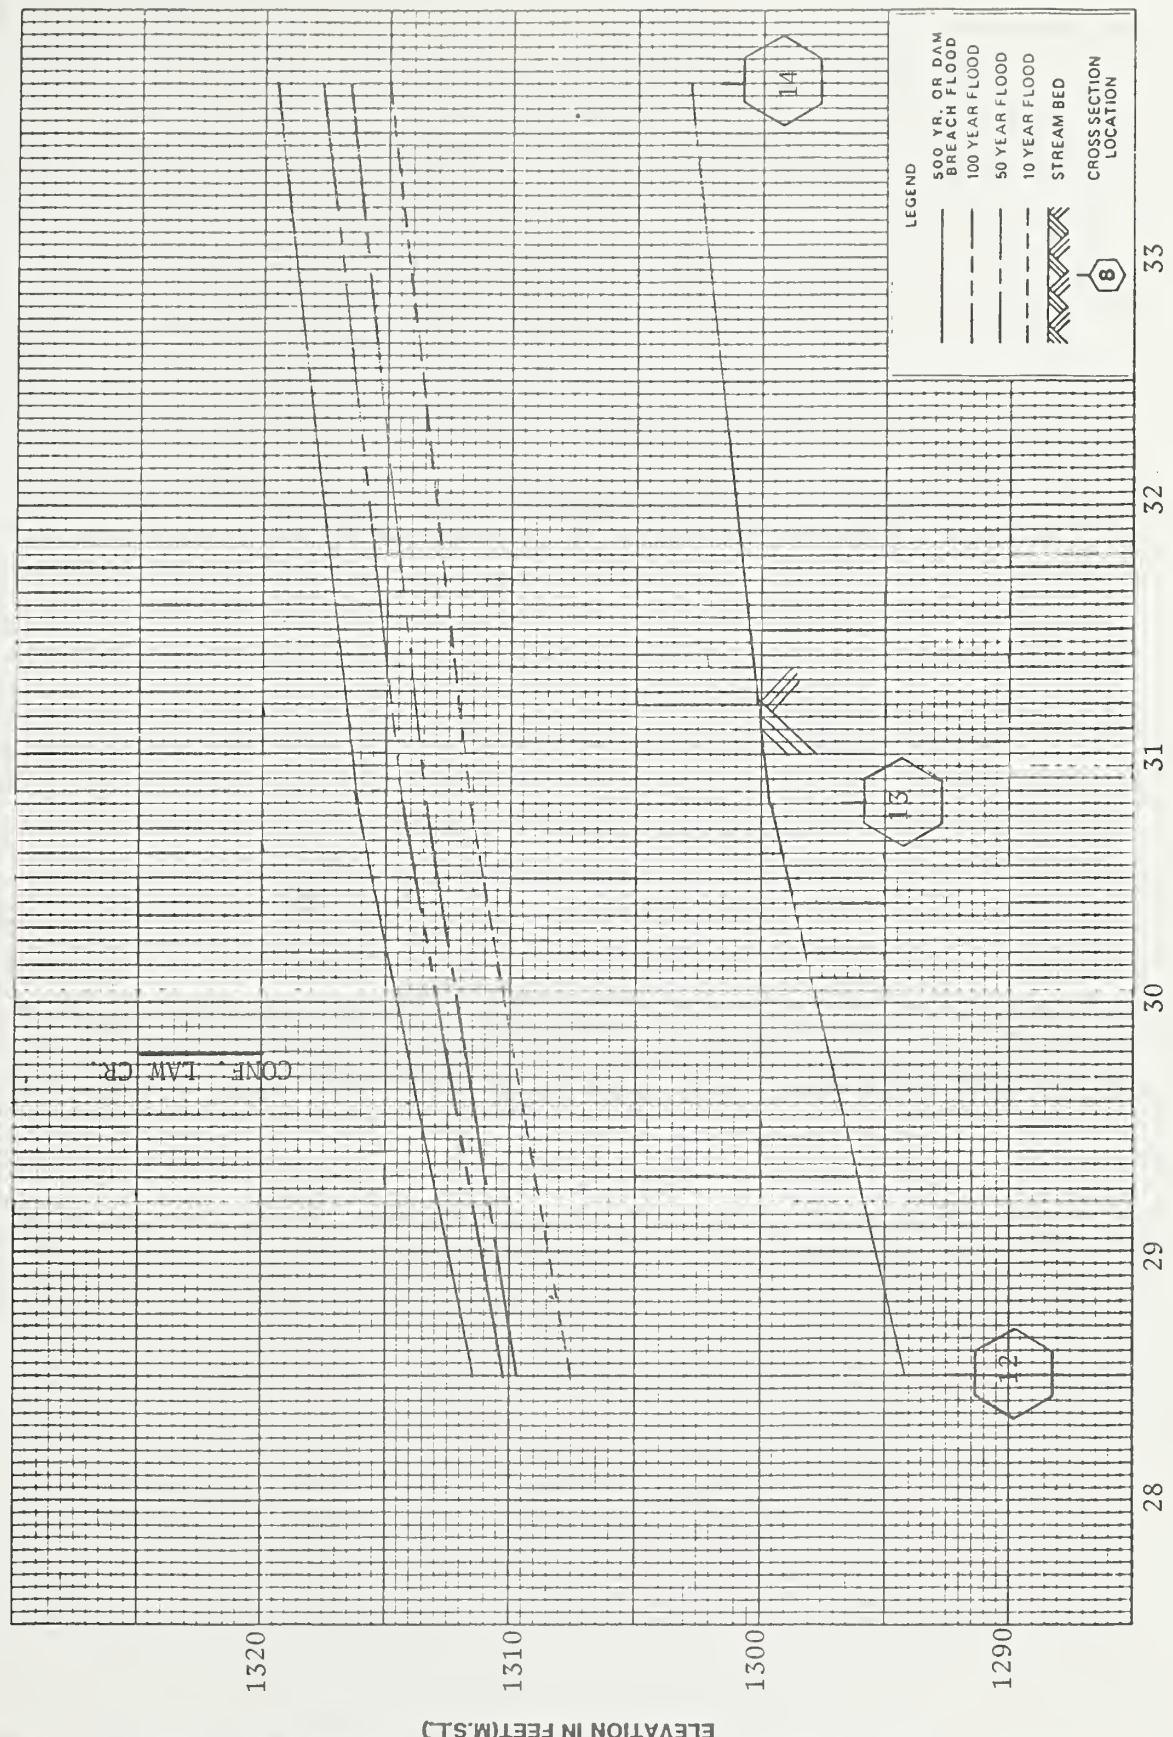 ELEVATION IN FEET(M.S.L.)
1320
1310
1300
1290
28
29
30
31
32
33
CONF. LAW CR.
12
13
14
LEGEND
500 YR. OR DAM
BREACH FLOOD
100 YEAR FLOOD
50 YEAR FLOOD
10 YEAR FLOOD
STREAM BED
8
CROSS SECTION
LOCATION